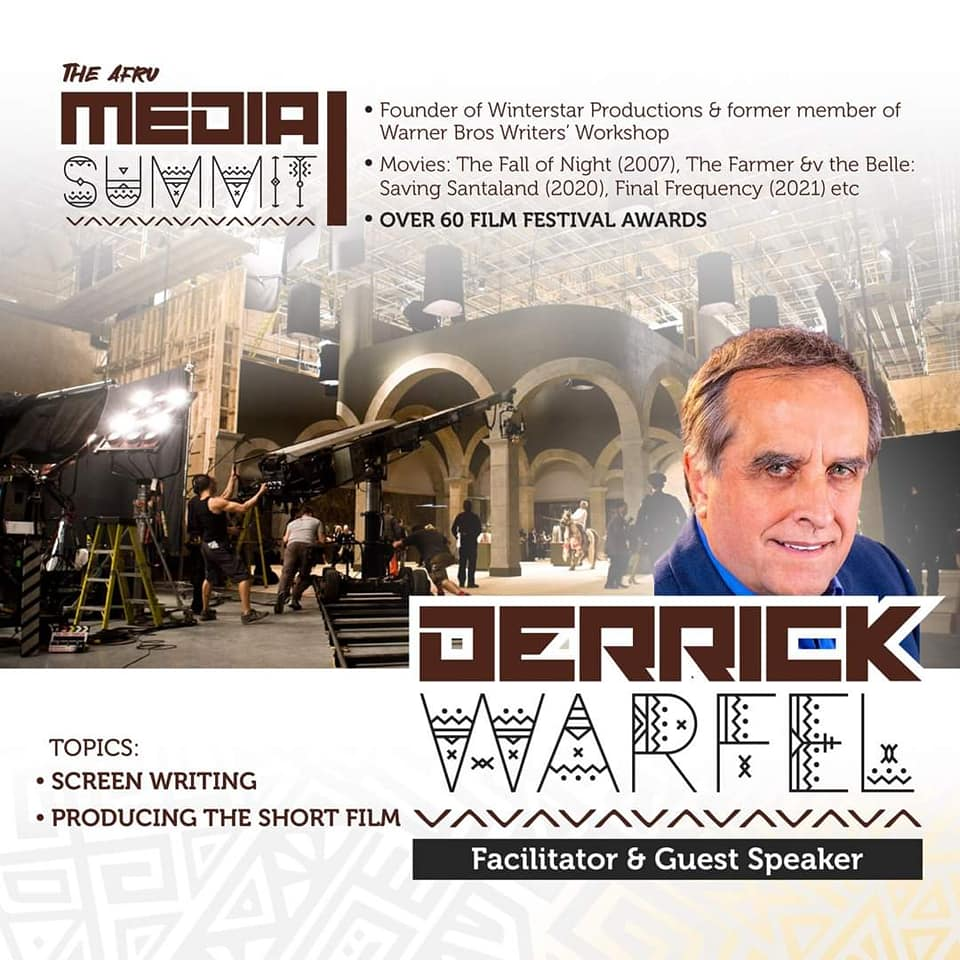 THE AFRU
MEDIA
SUMMIT
• Founder of Winterstar Productions & former member of
Warner Bros Writers' Workshop
• Movies: The Fall of Night (2007), The Farmer &v the Belle:
Saving Santaland (2020), Final Frequency (2021) etc
• OVER 60 FILM FESTIVAL AWARDS
DERRICK
WARFEL
Facilitator & Guest Speaker
TOPICS:
• SCREEN WRITING
• PRODUCING THE SHORT FILM